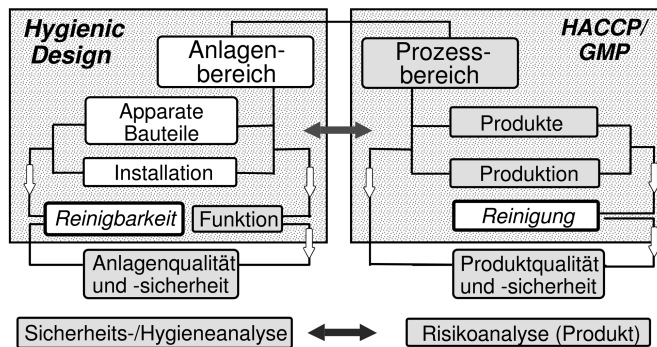 Hygienic
Design
Anlagen-
bereich
Apparate
Bauteile
Installation
Reinigbarkeit
Funktion
Anlagenqualität
und -sicherheit
Sicherheits-/Hygieneanalyse
HACCP/
GMP
Prozess-
bereich
Produkte
Produktion
Reinigung
Produktqualität
und -sicherheit
Risikoanalyse (Produkt)